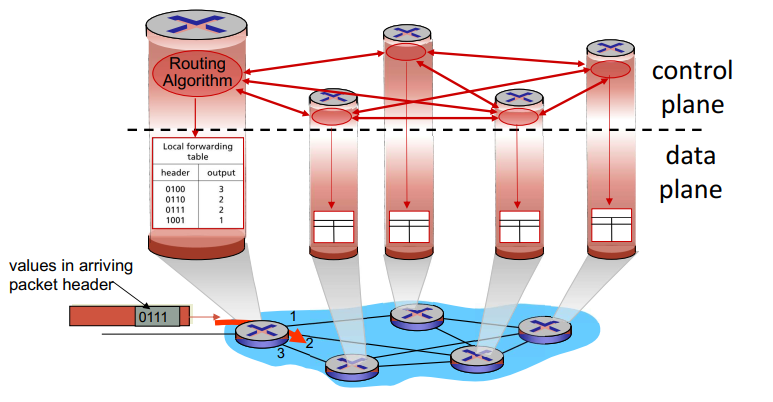 Routing
Algorithm
control
plane
data
plane
Local forwarding
table
header output
0100 3
0110 2
0111 2
1001 1
values in arriving
packet header
0111
1
2
3